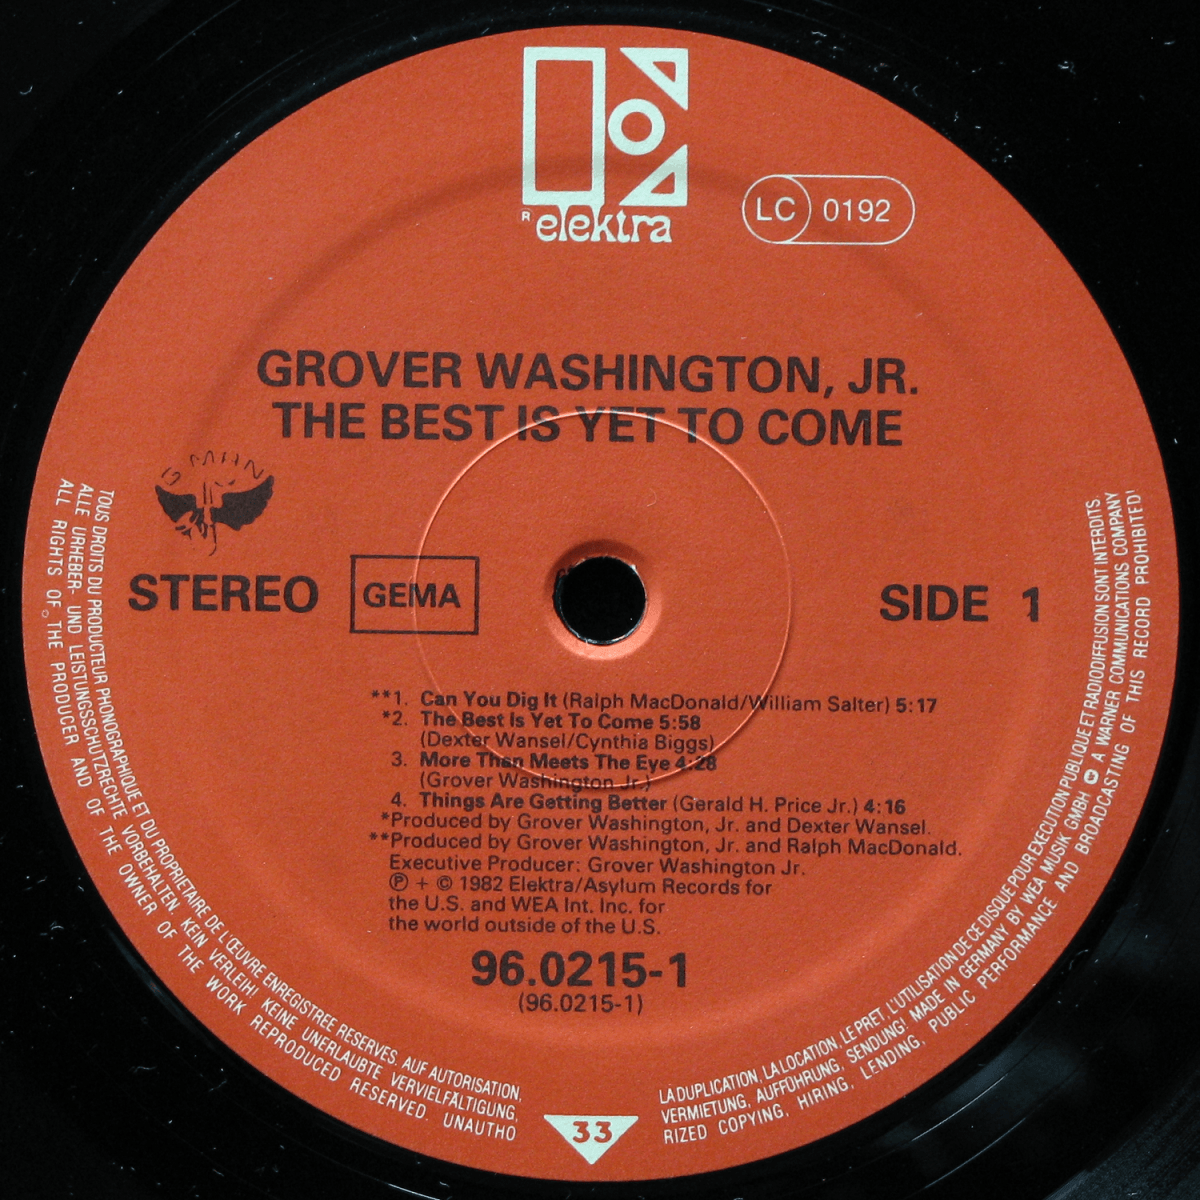 ® elektra
LC 0192
GROVER WASHINGTON, JR.
THE BEST IS YET TO COME
STEREO GEMA SIDE 1
**1. Can You Dig It (Ralph MacDonald/William Salter) 5:17
*2. The Best Is Yet To Come 5:58
(Dexter Wansel/Cynthia Biggs)
3. More Than Meets The Eye 4:28
(Grover Washington Jr.)
4. Things Are Getting Better (Gerald H. Price Jr.) 4:16
*Produced by Grover Washington, Jr. and Dexter Wansel.
**Produced by Grover Washington, Jr. and Ralph MacDonald.
Executive Producer: Grover Washington Jr.
℗ + © 1982 Elektra/Asylum Records for
the U.S. and WEA Int. Inc. for
the world outside of the U.S.
96.0215-1
(96.0215-1)
TOUS DROITS DU PRODUCTEUR PHONOGRAPHIQUE ET DU PROPRIETAIRE DE L'ŒUVRE ENREGISTREE RESERVES. AUF AUTORISATION,
LA DUPLICATION, LA LOCATION, LE PRET, L'UTILISATION DE CE DISQUE POUR EXECUTION PUBLIQUE ET RADIODIFFUSION SONT INTERDITS.
ALLE URHEBER- UND LEISTUNGSSCHUTZRECHTE VORBEHALTEN. KEIN VERLEIH! KEINE UNERLAUBTE VERVIELFÄLTIGUNG,
VERMIETUNG, AUFFÜHRUNG, SENDUNG! MADE IN GERMANY BY WEA MUSIK GMBH A WARNER COMMUNICATIONS COMPANY
ALL RIGHTS OF THE PRODUCER AND OF THE OWNER OF THE WORK REPRODUCED RESERVED. UNAUTHO
RIZED COPYING, HIRING, LENDING, PUBLIC PERFORMANCE AND BROADCASTING OF THIS RECORD PROHIBITED!
33